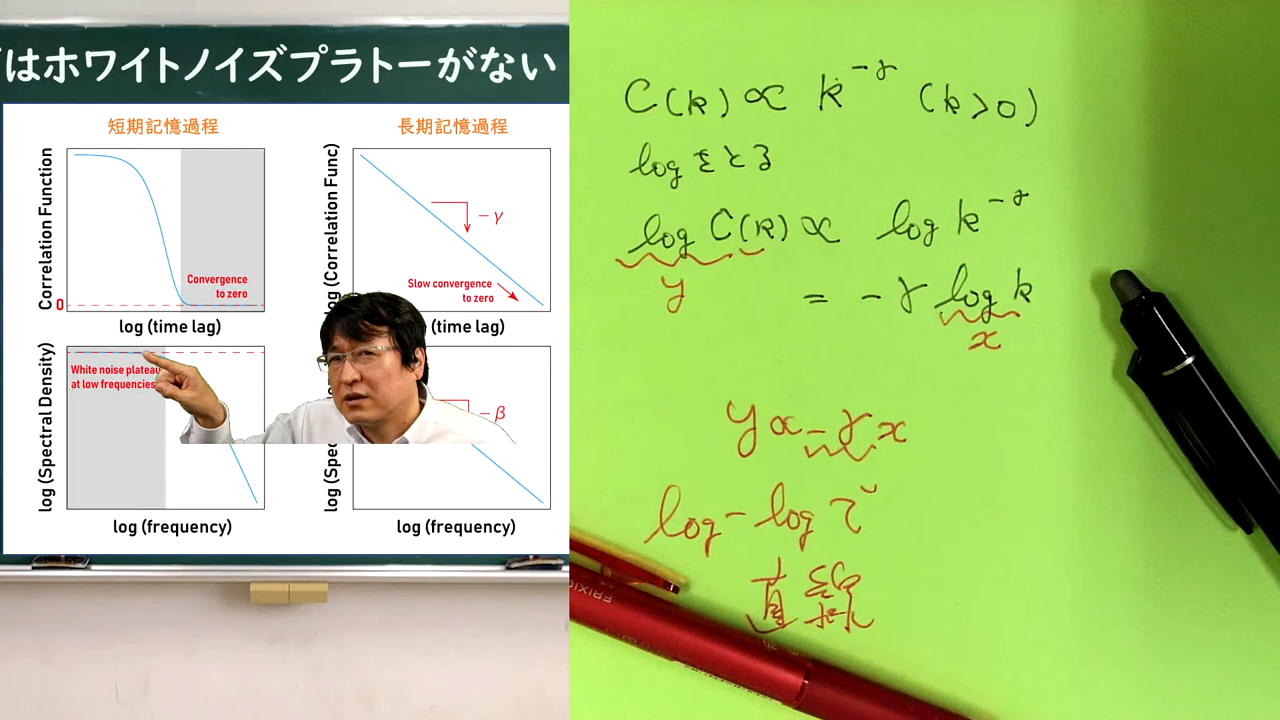 はホワイトノイズプラトーがない
短期記憶過程
長期記憶過程
Correlation Function
Convergence
to zero
0
log (time lag)
(Correlation Func)
-γ
Slow convergence
to zero
(time lag)
log (Spectral Density)
White noise plateau
at low frequencies
log (frequency)
log (Spec
-β
log (frequency)
C(k) ∝ k^-γ (k>0)
logをとる
log C(k) ∝ log k^-γ
y
= -γ log k
x
y ∝ -γx
log-logで
直線
FRIXIO